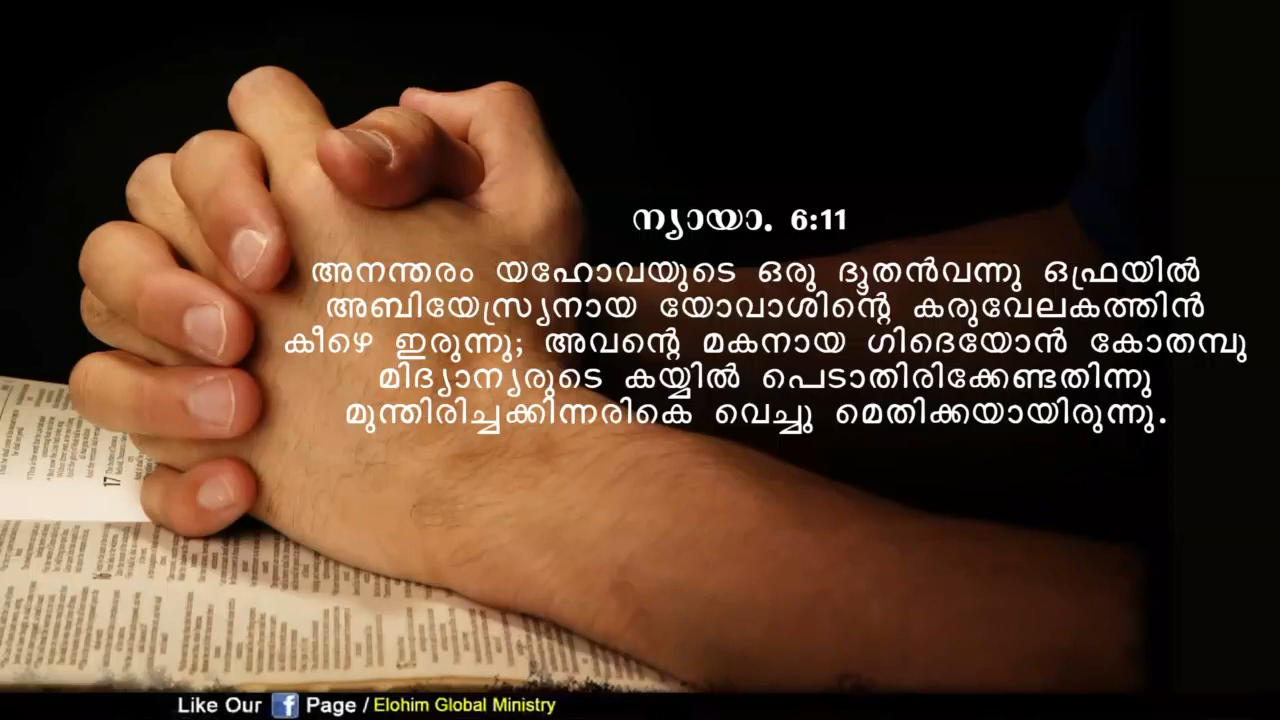 ന്യായാ. 6:11
അനന്തരം യഹോവയുടെ ഒരു ദൂതൻവന്നു ഒഫ്രയിൽ
അബിയേസ്ര്യനായ യോവാശിന്റെ കരുവേലകത്തിൻ
കീഴെ ഇരുന്നു; അവന്റെ മകനായ ഗിദെയോൻ കോതമ്പു
മിദ്യാന്യരുടെ കയ്യിൽ പെടാതിരിക്കേണ്ടതിന്നു
മുന്തിരിച്ചക്കിന്നരികെ വെച്ചു മെതിക്കയായിരുന്നു.
17
Like Our f Page / Elohim Global Ministry